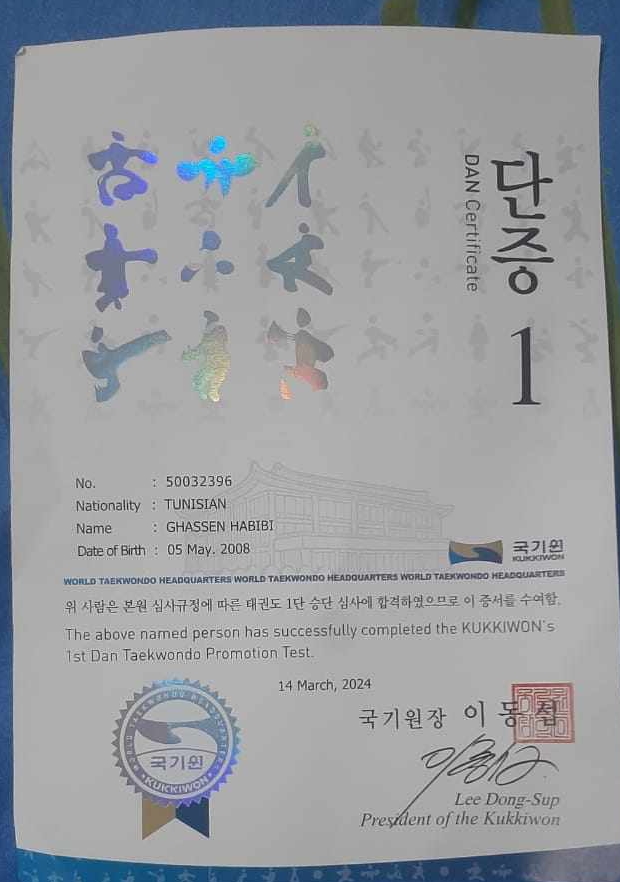 단증 1
DAN Certificate
No. : 50032396
Nationality : TUNISIAN
Name : GHASSEN HABIBI
Date of Birth : 05 May. 2008
국기원
KUKKIWON
WORLD TAEKWONDO HEADQUARTERS WORLD TAEKWONDO HEADQUARTERS WORLD TAEKWONDO HEADQUARTERS
위 사람은 본원 심사규정에 따른 태권도 1단 승단 심사에 합격하였으므로 이 증서를 수여함.
The above named person has successfully completed the KUKKIWON's
1st Dan Taekwondo Promotion Test.
14 March, 2024
국기원장 이동섭
WORLD TAEKWONDO HEADQUARTERS
국기원
KUKKIWON
Lee Dong-Sup
President of the Kukkiwon